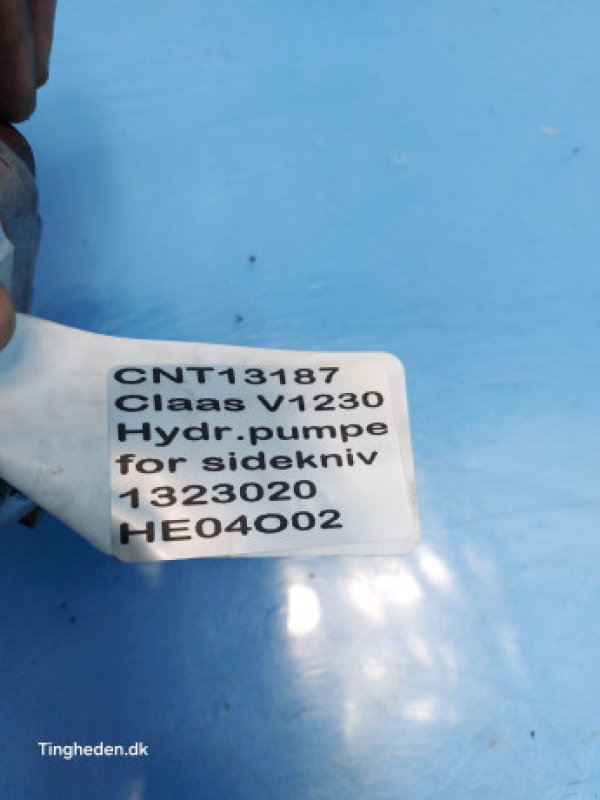 CNT13187
Claas V1230
Hydr.pumpe
for sidekniv
1323020
HE04O02
Tingheden.dk